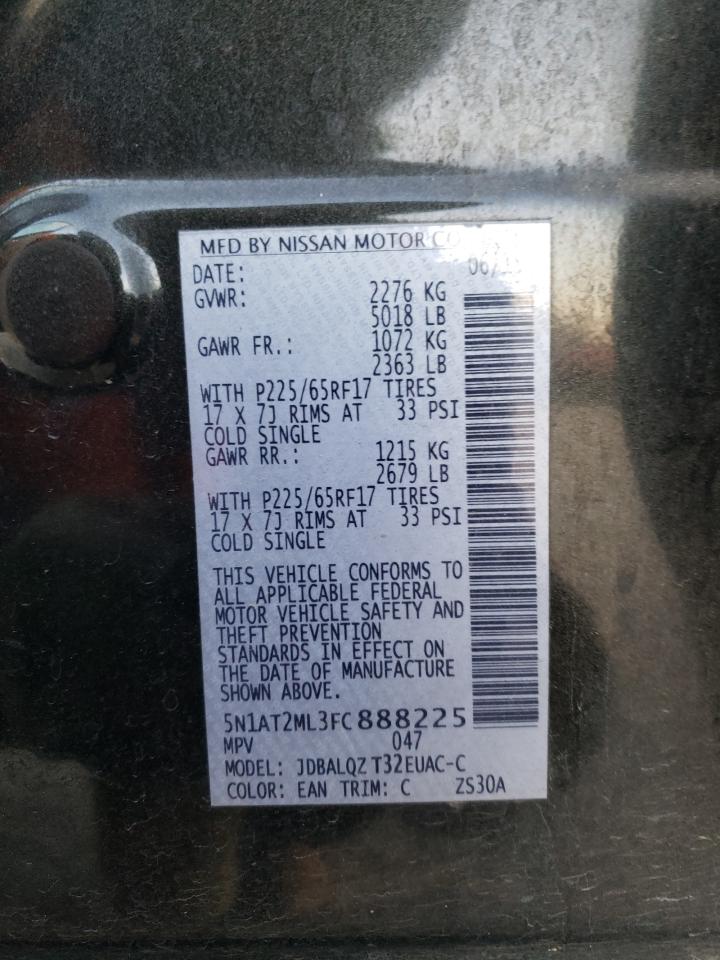 MFD BY NISSAN MOTOR CO
DATE:
GVWR: 2276 KG
5018 LB
GAWR FR.: 1072 KG
2363 LB
WITH P225/65RF17 TIRES
17 X 7J RIMS AT 33 PSI
COLD SINGLE
GAWR RR.: 1215 KG
2679 LB
WITH P225/65RF17 TIRES
17 X 7J RIMS AT 33 PSI
COLD SINGLE
THIS VEHICLE CONFORMS TO
ALL APPLICABLE FEDERAL
MOTOR VEHICLE SAFETY AND
THEFT PREVENTION
STANDARDS IN EFFECT ON
THE DATE OF MANUFACTURE
SHOWN ABOVE.
5N1AT2ML3FC888225
MPV 047
MODEL: JDBALQZ T32EUAC-C
COLOR: EAN TRIM: C ZS30A